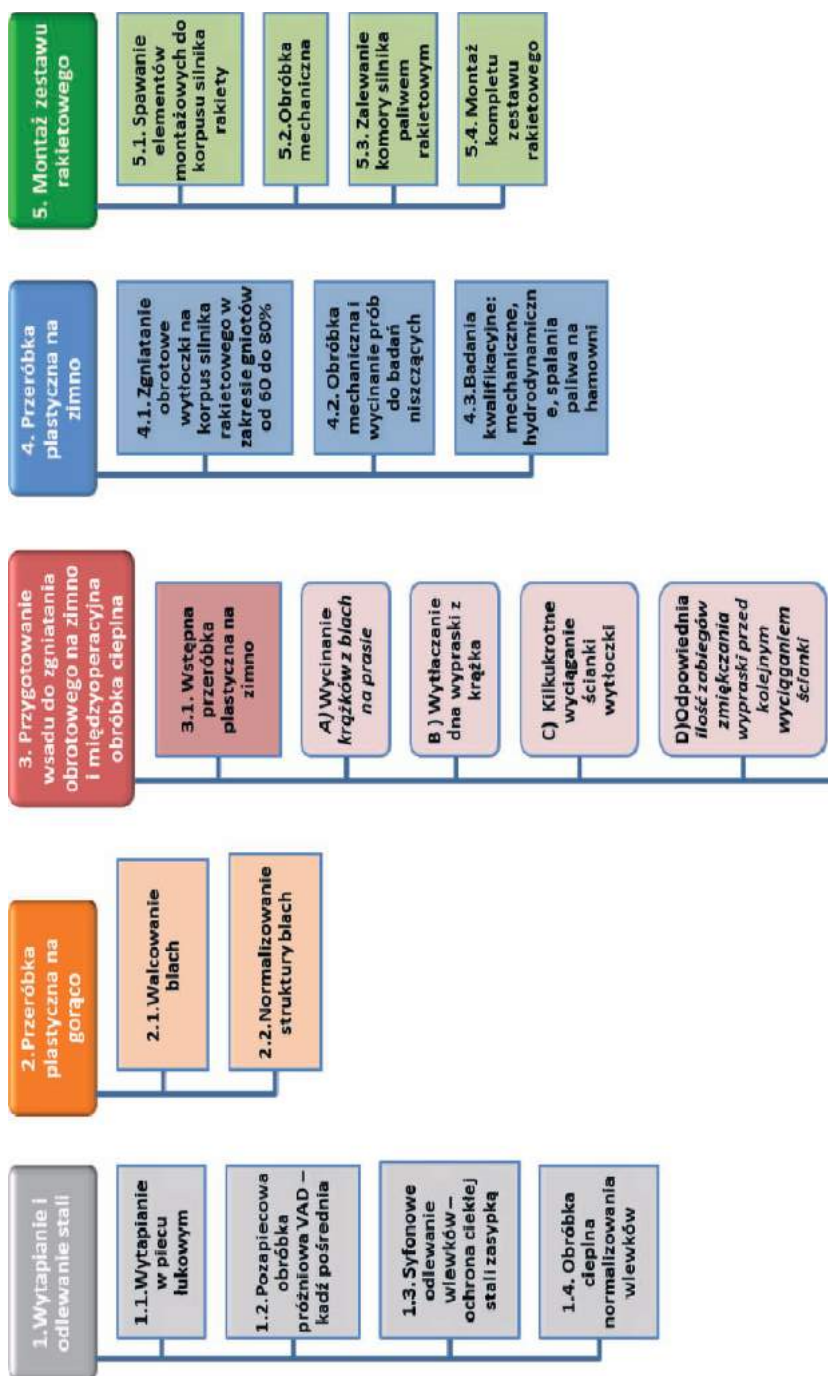 1.Wytapianie i
odlewanie stali
1.1.Wytapianie
w piecu
łukowym
1.2. Pozapiecowa
obróbka
próżniowa VAD –
kadź pośrednia
1.3. Syfonowe
odlewanie
wlewków –
ochrona ciekłej
stali zasypką
1.4. Obróbka
cieplna
normalizowania
wlewków
2.Przeróbka
plastyczna na
gorąco
2.1.Walcowanie
blach
2.2.Normalizowanie
struktury blach
3. Przygotowanie
wsadu do zgniatania
obrotowego na zimno
i międzyoperacyjna
obróbka cieplna
3.1. Wstępna
przeróbka
plastyczna na
zimno
A) Wycinanie
krążków z blach
na prasie
B ) Wytłaczanie
dna wypraski z
krążka
C) Kilkukrotne
wyciąganie
ścianki
wytłoczki
D)Odpowiednia
ilość zabiegów
zmiękczania
wypraski przed
kolejnym
wyciąganiem
ścianki
4. Przeróbka
plastyczna na
zimno
4.1. Zgniatanie
obrotowe
wytłoczki na
korpus silnika
rakietowego w
zakresie gniotów
od 60 do 80%
4.2. Obróbka
mechaniczna i
wycinanie prób
do badań
niszczących
4.3.Badania
kwalifikacyjne:
mechaniczne,
hydrodynamiczn
e, spalania
paliwa na
hamowni
5. Montaż zestawu
rakietowego
5.1. Spawanie
elementów
montażowych do
korpusu silnika
rakiety
5.2.Obróbka
mechaniczna
5.3. Zalewanie
komory silnika
paliwem
rakietowym
5.4. Montaż
kompletu
zestawu
rakietowego